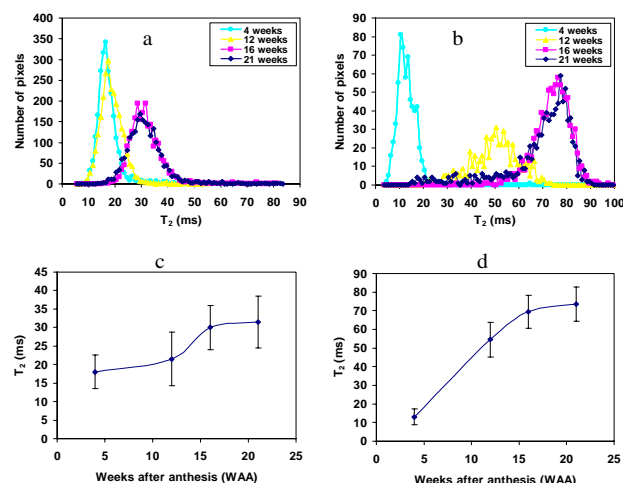 a
4 weeks
12 weeks
16 weeks
21 weeks
Number of pixels
400
350
300
250
200
150
100
50
0
0 10 20 30 40 50 60 70 80 90
T2 (ms)
b
4 weeks
12 weeks
16 weeks
21 weeks
Number of pixels
90
80
70
60
50
40
30
20
10
0
0 10 20 30 40 50 60 70 80 90 100
T2 (ms)
c
T2 (ms)
45
40
35
30
25
20
15
10
5
0
0 5 10 15 20 25
Weeks after anthesis (WAA)
d
T2 (ms)
90
80
70
60
50
40
30
20
10
0
0 5 10 15 20 25
Weeks after anthesis (WAA)